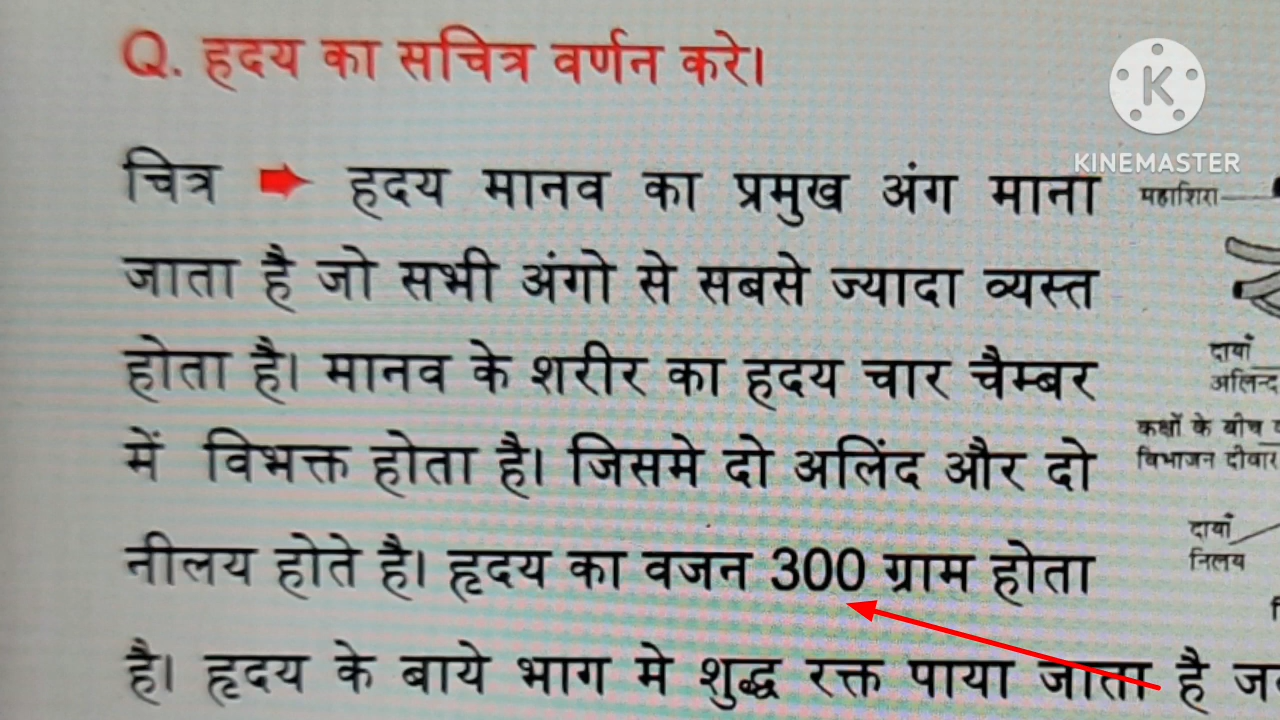 Q. हृदय का सचित्र वर्णन करे।
KINEMASTER
चित्र हृदय मानव का प्रमुख अंग माना
महाशिरा
जाता है जो सभी अंगो से सबसे ज्यादा व्यस्त
होता है। मानव के शरीर का हृदय चार चैम्बर
दायाँ
अलिन्द
में विभक्त होता है। जिसमे दो अलिंद और दो
कक्षों के बीच
विभाजन दीवार
नीलय होते है। हृदय का वजन 300 ग्राम होता
दायाँ
निलय
है। हृदय के बाये भाग मे शुद्ध रक्त पाया जाता है